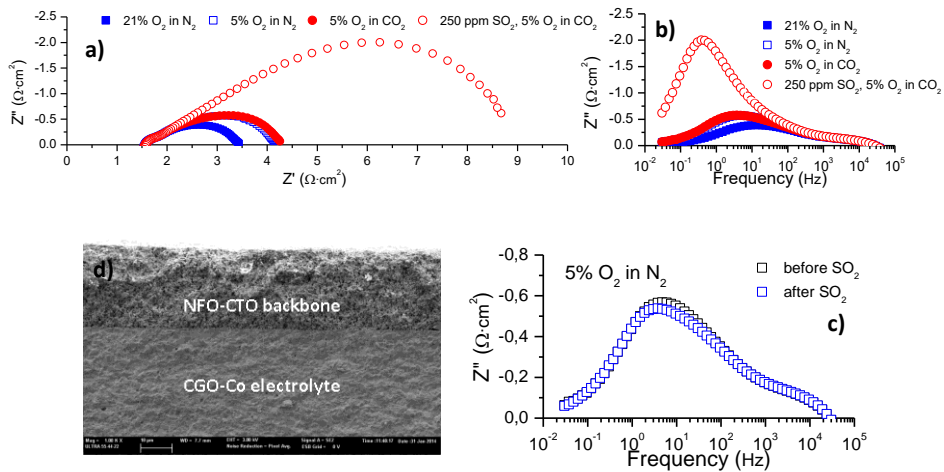 21% O₂ in N₂ 5% O₂ in N₂ 5% O₂ in CO₂ 250 ppm SO₂, 5% O₂ in CO₂
a)
-2.0
-1.5
-1.0
-0.5
0.0
Z'' (Ω·cm²)
0 1 2 3 4 5 6 7 8 9 10
Z' (Ω·cm²)
b)
21% O₂ in N₂
5% O₂ in N₂
5% O₂ in CO₂
250 ppm SO₂, 5% O₂ in CO₂
-2.5
-2.0
-1.5
-1.0
-0.5
0.0
Z'' (Ω·cm²)
10⁻² 10⁻¹ 10⁰ 10¹ 10² 10³ 10⁴ 10⁵
Frequency (Hz)
d)
NFO-CTO backbone
CGO-Co electrolyte
5% O₂ in N₂
before SO₂
after SO₂
c)
-0.8
-0.6
-0.4
-0.2
0.0
Z'' (Ω·cm²)
10⁻² 10⁻¹ 10⁰ 10¹ 10² 10³ 10⁴ 10⁵
Frequency (Hz)